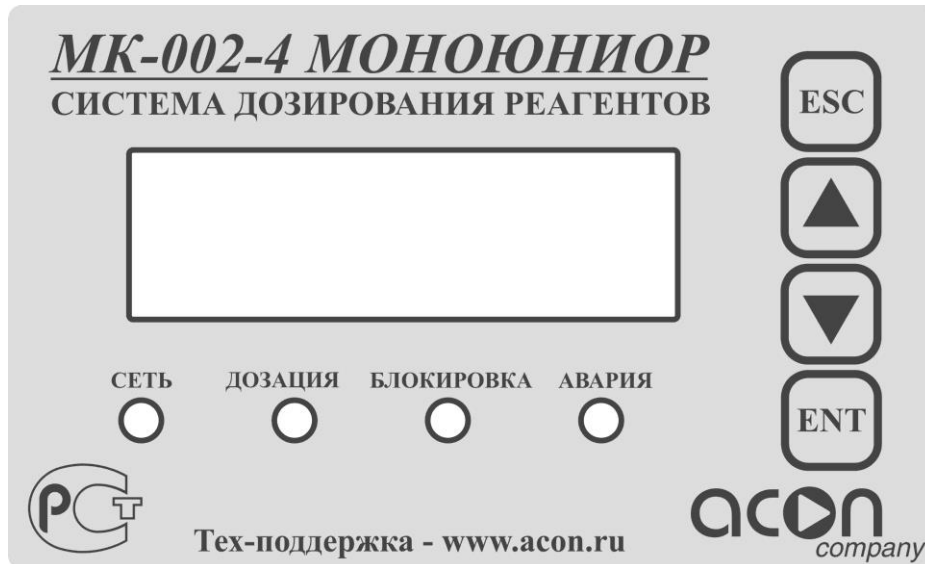 МК-002-4 МОНОЮНИОР
СИСТЕМА ДОЗИРОВАНИЯ РЕАГЕНТОВ
ESC
СЕТЬ ДОЗАЦИЯ БЛОКИРОВКА АВАРИЯ
ENT
РСТ
acon
company
Тех-поддержка - www.acon.ru